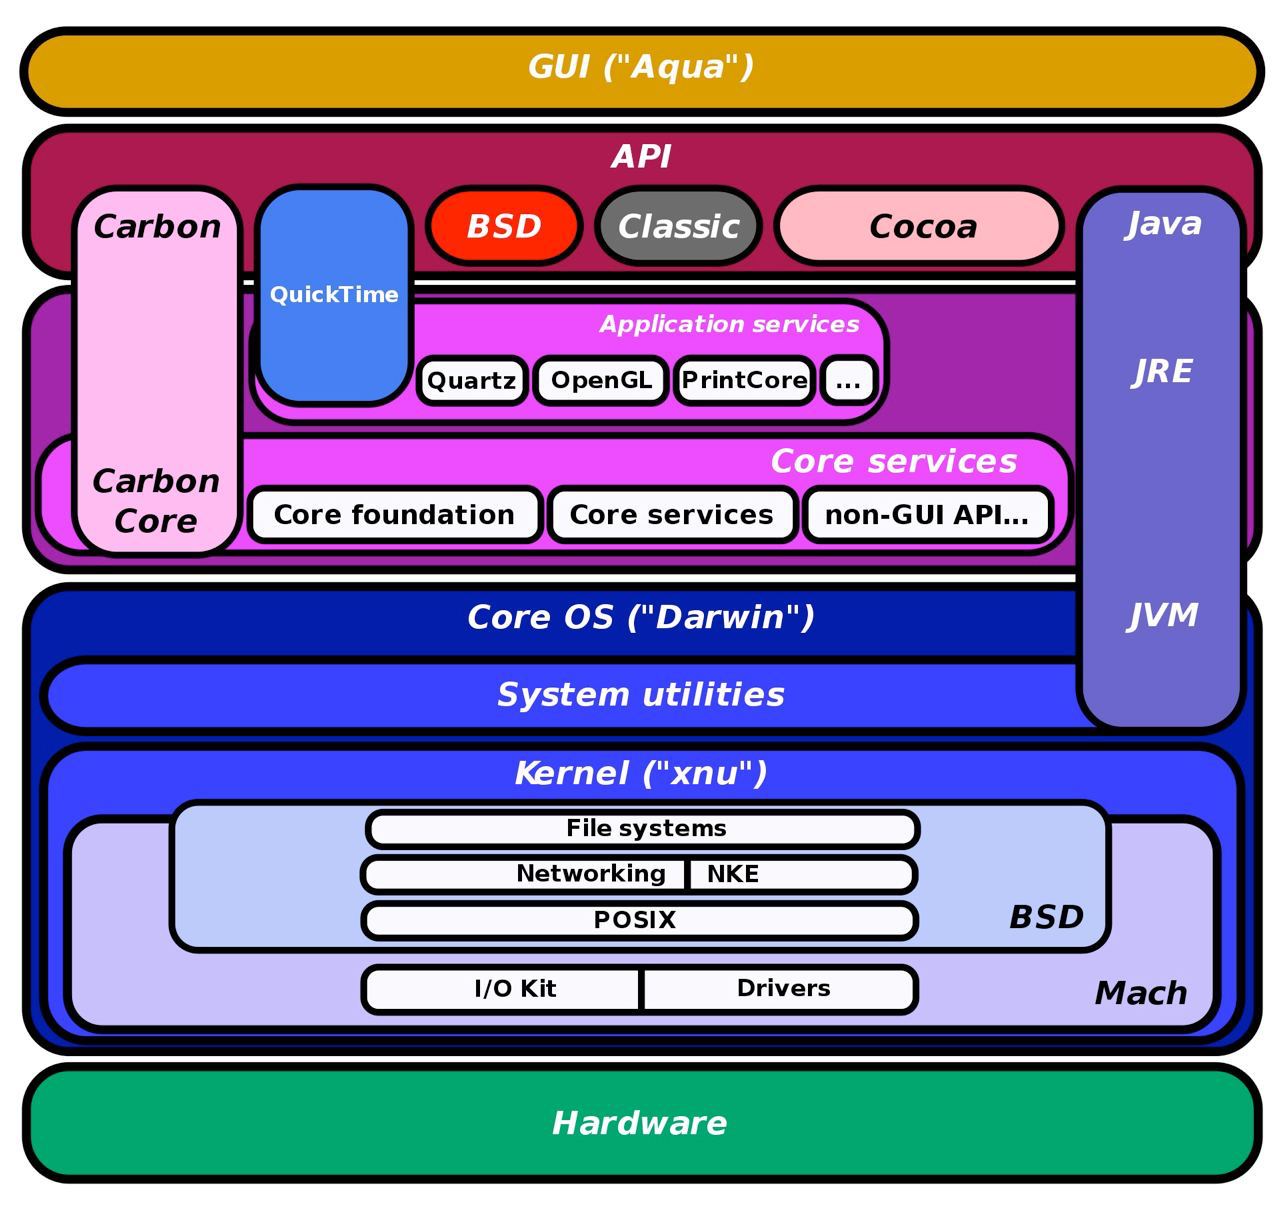 GUI ("Aqua")
API
Carbon
BSD
Classic
Cocoa
Java
QuickTime
Application services
Quartz
OpenGL
PrintCore
...
JRE
Core services
Carbon
Core
Core foundation
Core services
non-GUI API...
Core OS ("Darwin")
JVM
System utilities
Kernel ("xnu")
File systems
Networking
NKE
POSIX
BSD
I/O Kit
Drivers
Mach
Hardware